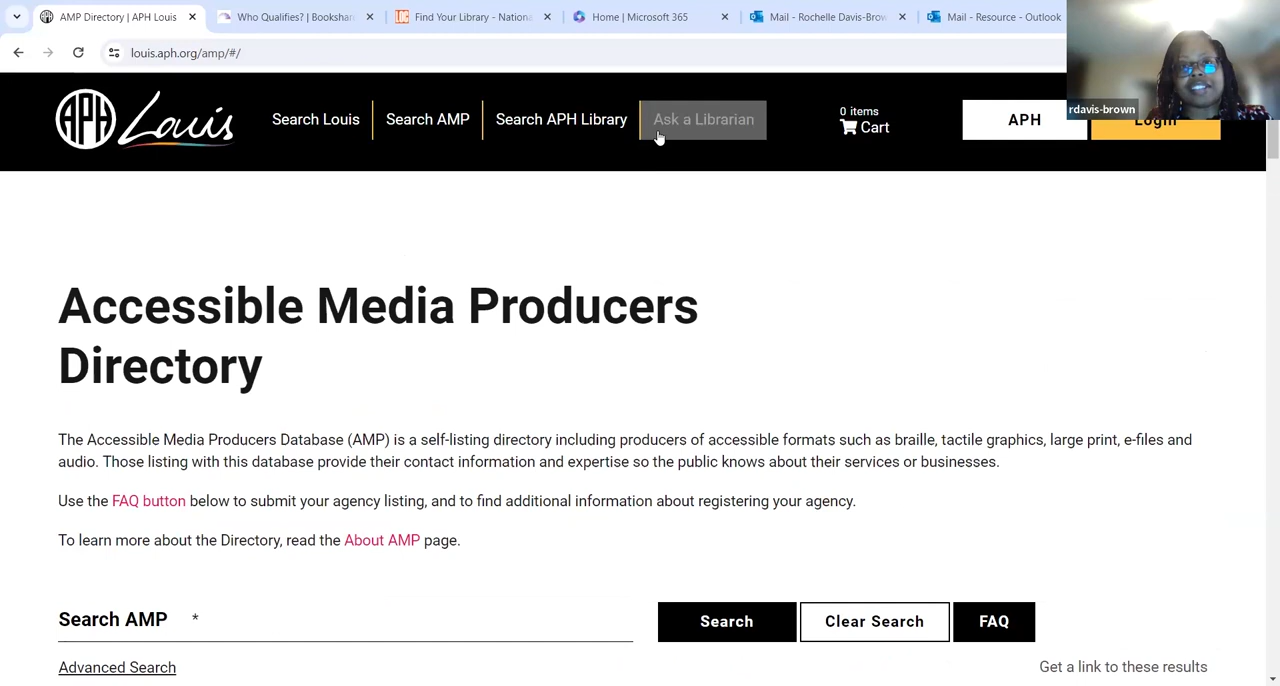 AMP Directory | APH Louis
Who Qualifies? | Bookshar
Find Your Library - Nationa
Home | Microsoft 365
Mail - Rochelle Davis-Brow
Mail - Resource - Outlook
louis.aph.org/amp/#/
rdavis-brown
APH Louis
Search Louis
Search AMP
Search APH Library
Ask a Librarian
0 items
Cart
APH
Login
Accessible Media Producers
Directory
The Accessible Media Producers Database (AMP) is a self-listing directory including producers of accessible formats such as braille, tactile graphics, large print, e-files and
audio. Those listing with this database provide their contact information and expertise so the public knows about their services or businesses.
Use the FAQ button below to submit your agency listing, and to find additional information about registering your agency.
To learn more about the Directory, read the About AMP page.
Search AMP *
Search
Clear Search
FAQ
Advanced Search
Get a link to these results